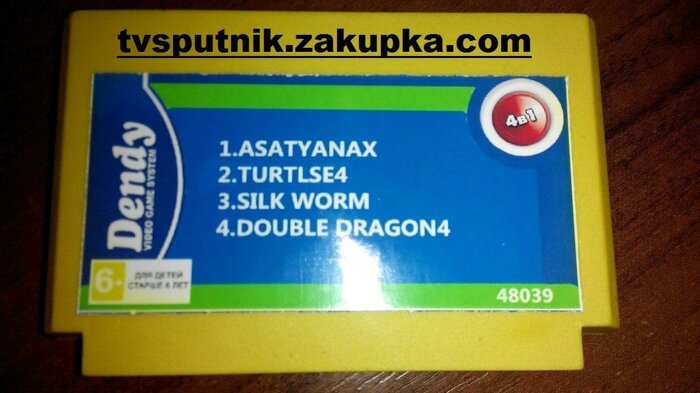 tvsputnik.zakupka.com
Dendy
VIDEO GAME SYSTEM
4в1
1.ASATYANAX
2.TURTLSE4
3.SILK WORM
4.DOUBLE DRAGON4
6+
ДЛЯ ДЕТЕЙ
СТАРШЕ 6 ЛЕТ
48039